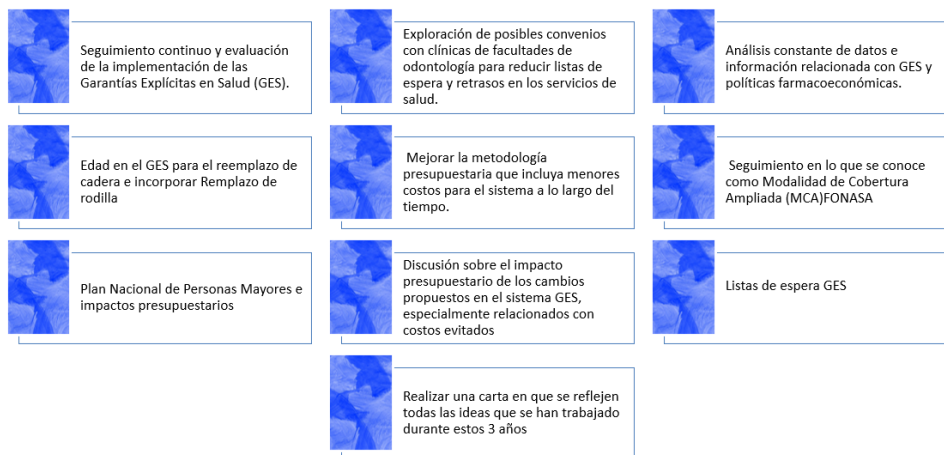 Seguimiento continuo y evaluación
de la implementación de las
Garantías Explícitas en Salud (GES).
Exploración de posibles convenios
con clínicas de facultades de
odontología para reducir listas de
espera y retrasos en los servicios de
salud.
Análisis constante de datos e
información relacionada con GES y
políticas farmacoeconómicas.
Edad en el GES para el reemplazo de
cadera e incorporar Remplazo de
rodilla
Mejorar la metodología
presupuestaria que incluya menores
costos para el sistema a lo largo del
tiempo.
Seguimiento en lo que se conoce
como Modalidad de Cobertura
Ampliada (MCA)FONASA
Plan Nacional de Personas Mayores e
impactos presupuestarios
Discusión sobre el impacto
presupuestario de los cambios
propuestos en el sistema GES,
especialmente relacionados con
costos evitados
Listas de espera GES
Realizar una carta en que se reflejen
todas las ideas que se han trabajado
durante estos 3 años